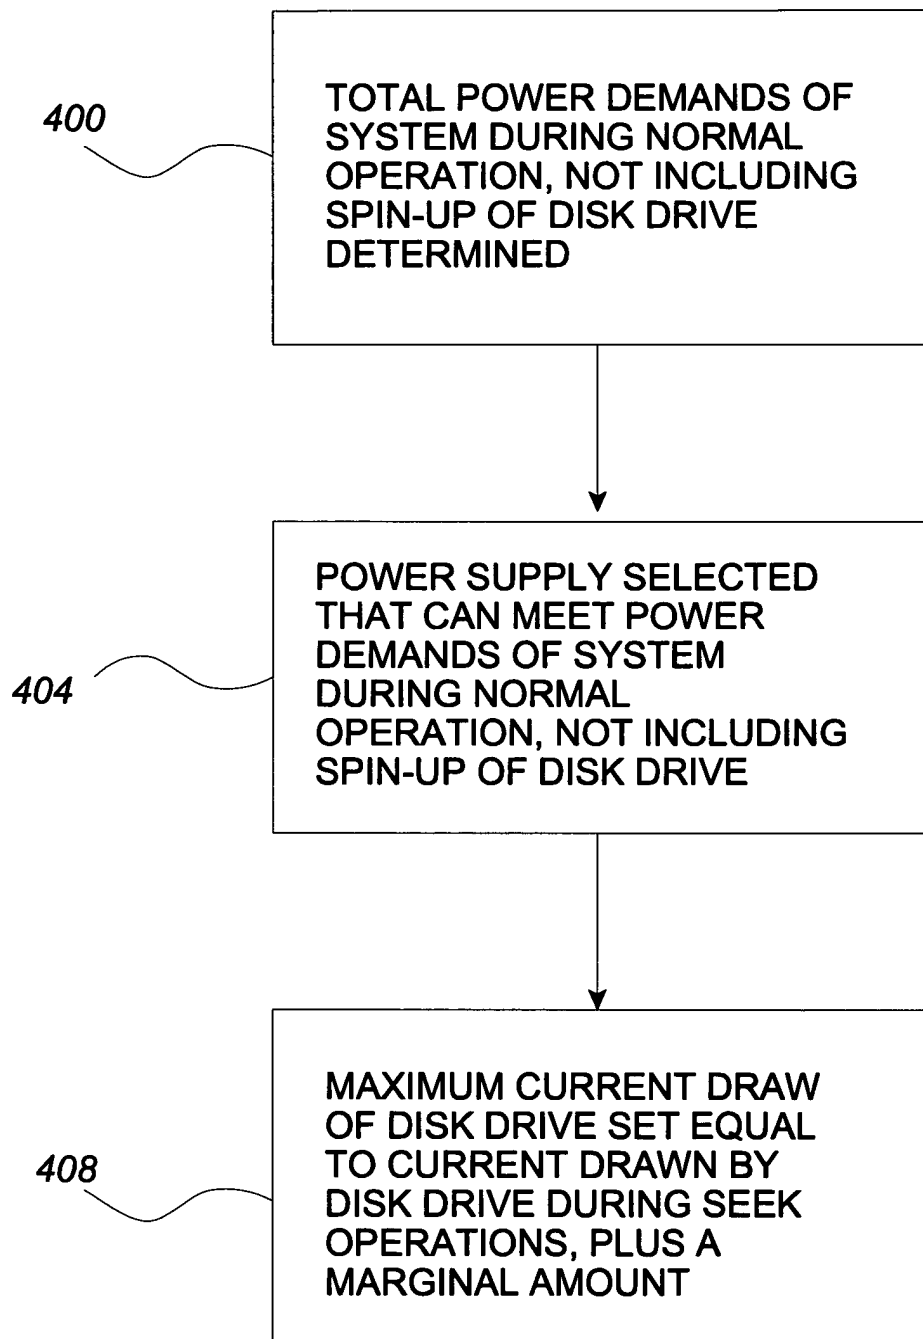 400
TOTAL POWER DEMANDS OF
SYSTEM DURING NORMAL
OPERATION, NOT INCLUDING
SPIN-UP OF DISK DRIVE
DETERMINED
404
POWER SUPPLY SELECTED
THAT CAN MEET POWER
DEMANDS OF SYSTEM
DURING NORMAL
OPERATION, NOT INCLUDING
SPIN-UP OF DISK DRIVE
408
MAXIMUM CURRENT DRAW
OF DISK DRIVE SET EQUAL
TO CURRENT DRAWN BY
DISK DRIVE DURING SEEK
OPERATIONS, PLUS A
MARGINAL AMOUNT